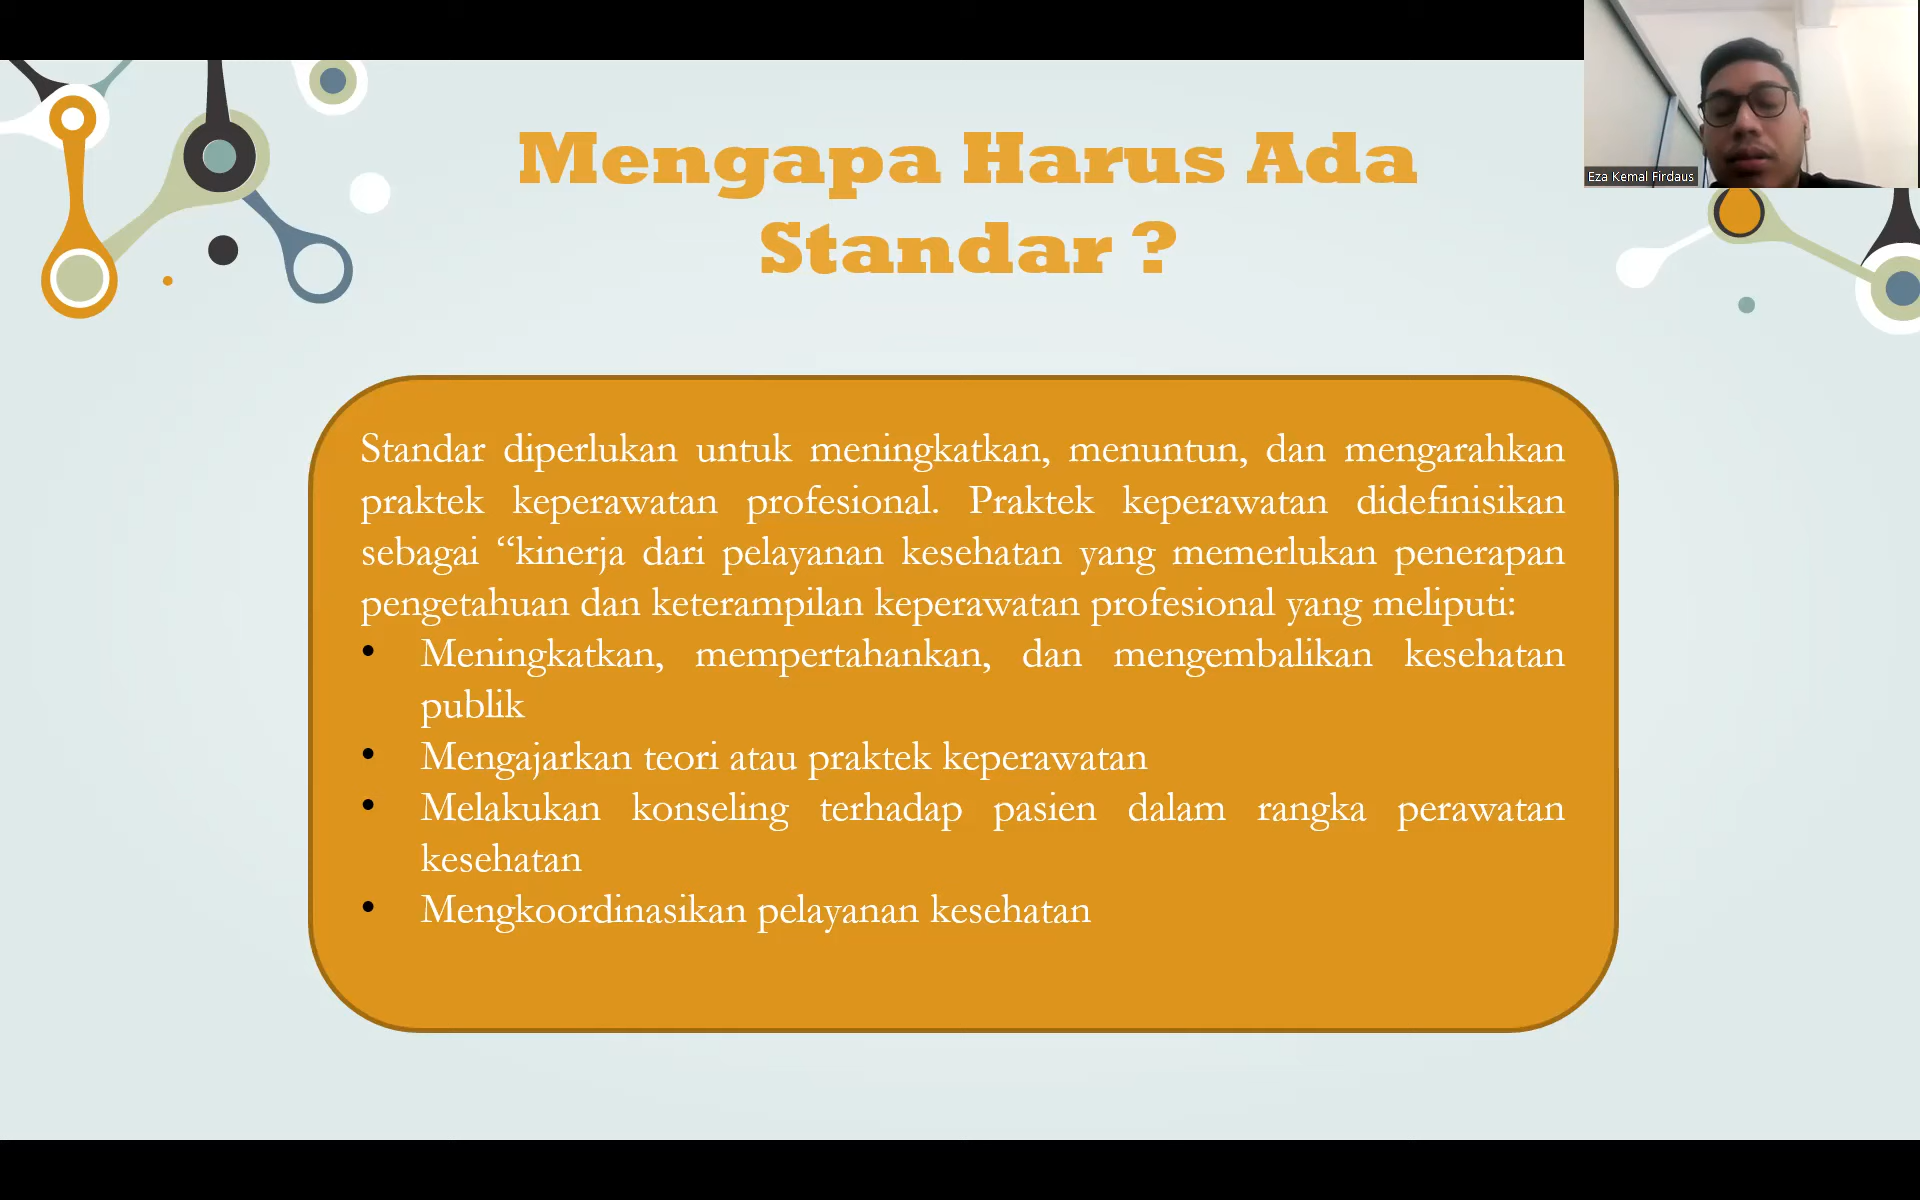 Mengapa Harus Ada
Standar ?
Eza Kemal Firdaus
Standar diperlukan untuk meningkatkan, menuntun, dan mengarahkan
praktek keperawatan profesional. Praktek keperawatan didefinisikan
sebagai “kinerja dari pelayanan kesehatan yang memerlukan penerapan
pengetahuan dan keterampilan keperawatan profesional yang meliputi:
• Meningkatkan, mempertahankan, dan mengembalikan kesehatan
publik
• Mengajarkan teori atau praktek keperawatan
• Melakukan konseling terhadap pasien dalam rangka perawatan
kesehatan
• Mengkoordinasikan pelayanan kesehatan